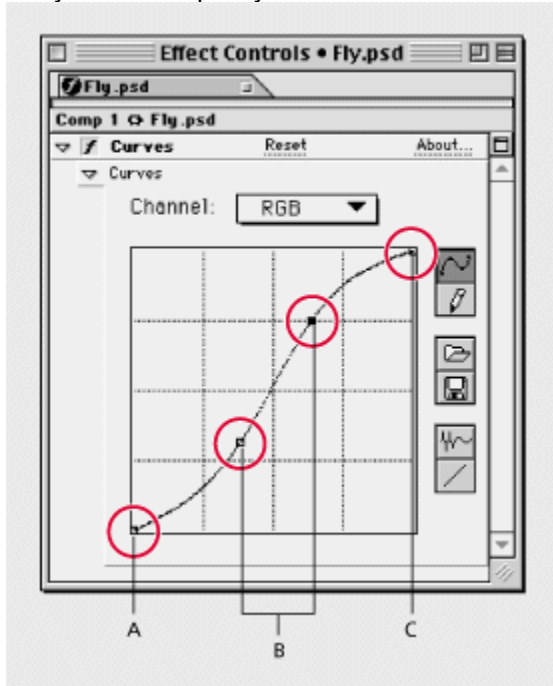 Effect Controls • Fly.psd
Fly.psd
Comp 1 Fly.psd
f Curves Reset About...
Curves
Channel: RGB
A B C